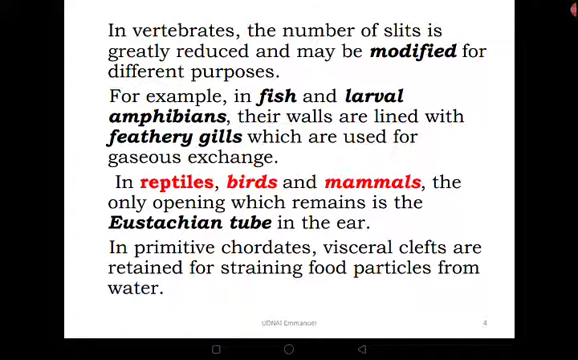 In vertebrates, the number of slits is
greatly reduced and may be modified for
different purposes.
For example, in fish and larval
amphibians, their walls are lined with
feathery gills which are used for
gaseous exchange.
In reptiles, birds and mammals, the
only opening which remains is the
Eustachian tube in the ear.
In primitive chordates, visceral clefts are
retained for straining food particles from
water.
UDNAI Emmanuel 4